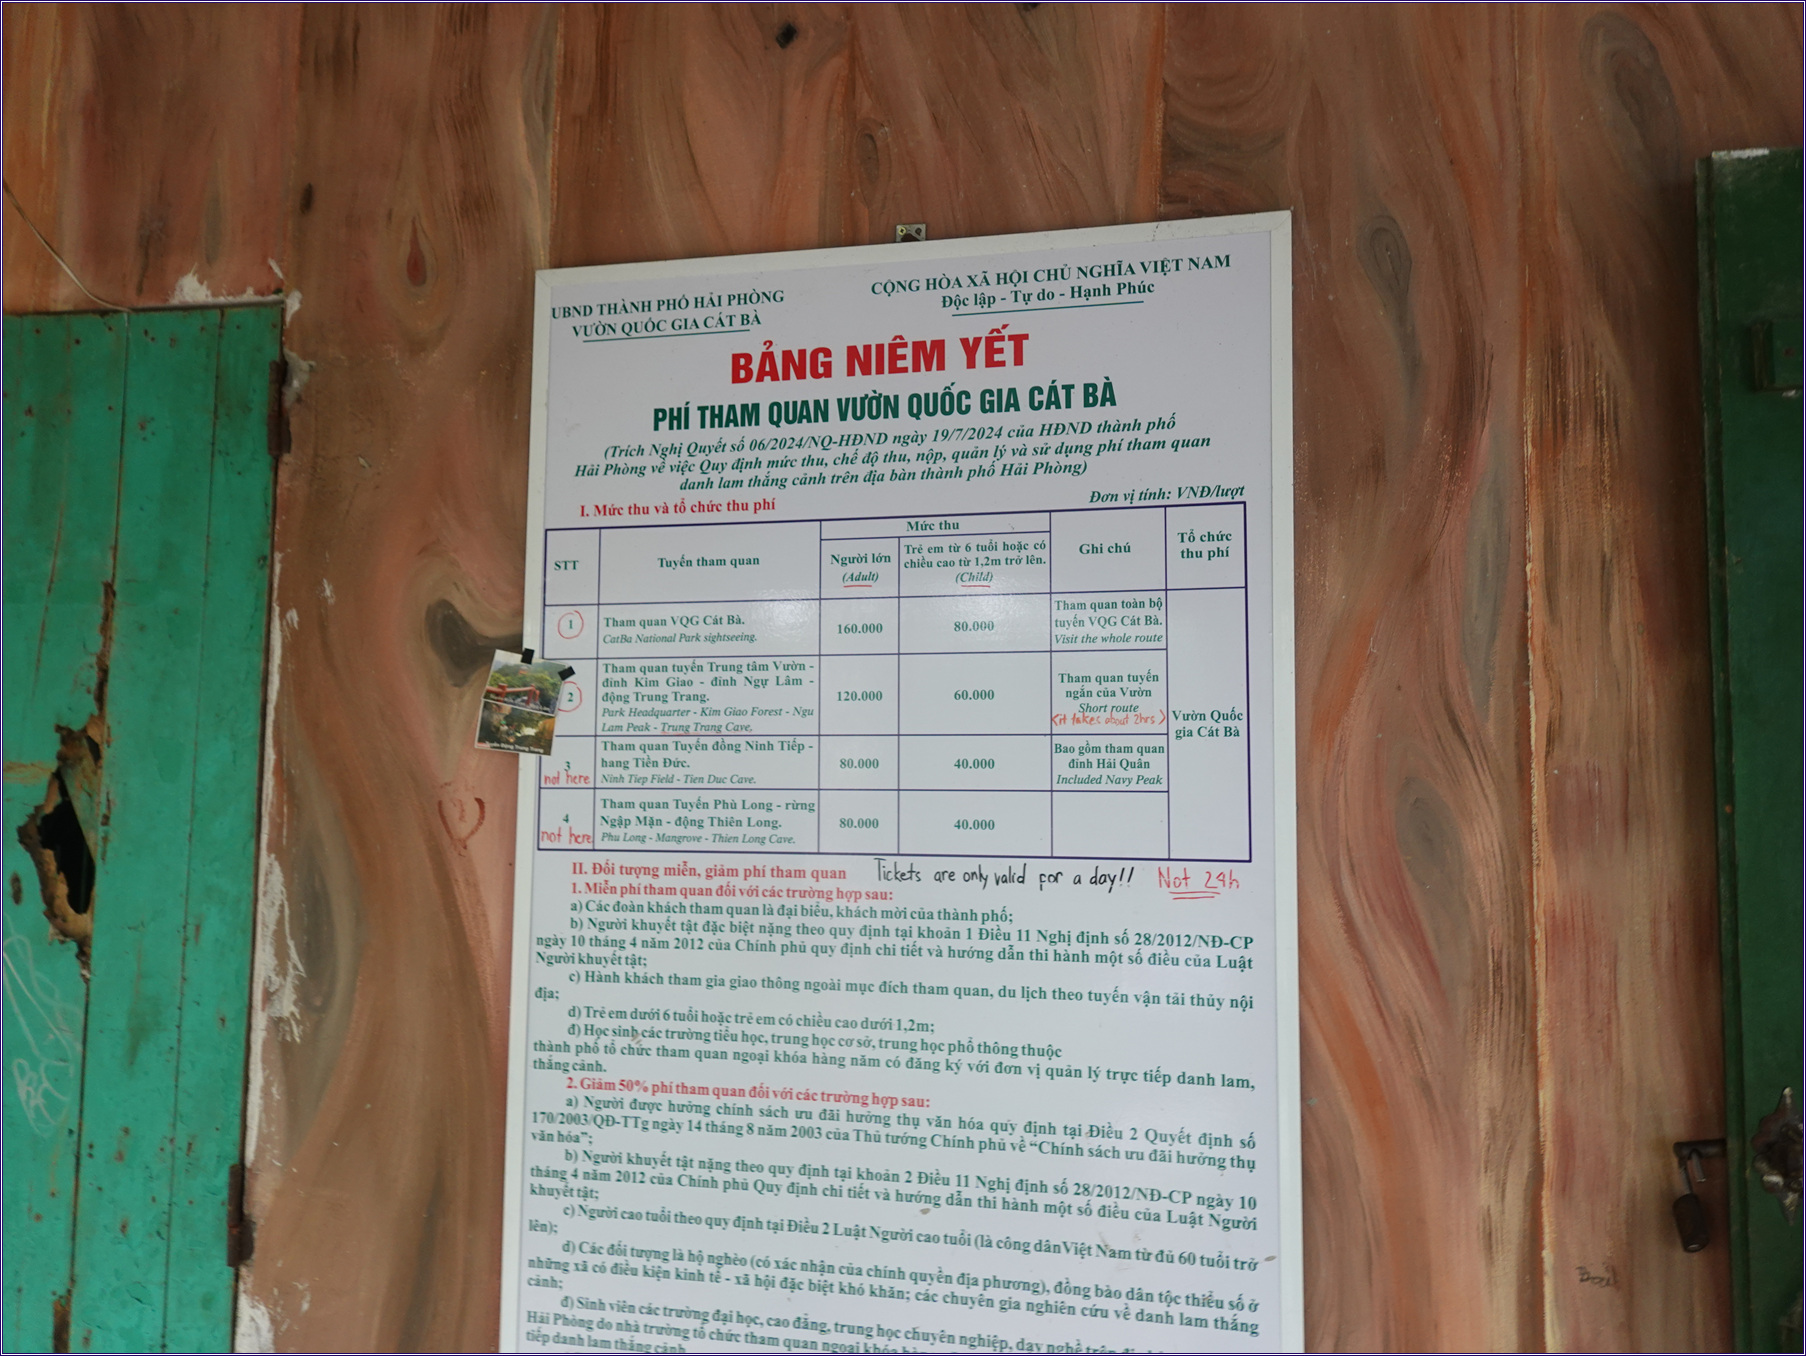 UBND THÀNH PHỐ HẢI PHÒNG
VƯỜN QUỐC GIA CÁT BÀ
CỘNG HÒA XÃ HỘI CHỦ NGHĨA VIỆT NAM
Độc lập - Tự do - Hạnh Phúc
BẢNG NIÊM YẾT
PHÍ THAM QUAN VƯỜN QUỐC GIA CÁT BÀ
(Trích Nghị Quyết số 06/2024/NQ-HĐND ngày 19/7/2024 của HĐND thành phố
Hải Phòng về việc Quy định mức thu, chế độ thu, nộp, quản lý và sử dụng phí tham quan
danh lam thắng cảnh trên địa bàn thành phố Hải Phòng)
I. Mức thu và tổ chức thu phí
Đơn vị tính: VNĐ/lượt
STT
Tuyến tham quan
Mức thu
Người lớn
(Adult)
Trẻ em từ 6 tuổi hoặc có
chiều cao từ 1,2m trở lên.
(Child)
Ghi chú
Tổ chức
thu phí
1
Tham quan VQG Cát Bà.
CatBa National Park sightseeing.
160.000
80.000
Tham quan toàn bộ
tuyến VQG Cát Bà.
Visit the whole route
2
Tham quan tuyến Trung tâm Vườn -
đỉnh Kim Giao - đỉnh Ngự Lâm -
động Trung Trang.
Park Headquarter - Kim Giao Forest - Ngu
Lam Peak - Trung Trang Cave.
120.000
60.000
Tham quan tuyến
ngắn của Vườn
Short route
(it takes about 2hrs)
Vườn Quốc
gia Cát Bà
3
not here
Tham quan Tuyến đồng Ninh Tiếp -
hang Tiền Đức.
Ninh Tiep Field - Tien Duc Cave.
80.000
40.000
Bao gồm tham quan
đỉnh Hải Quân
Included Navy Peak
4
not here
Tham quan Tuyến Phù Long - rừng
Ngập Mặn - động Thiên Long.
Phu Long - Mangrove - Thien Long Cave.
80.000
40.000
II. Đối tượng miễn, giảm phí tham quan
Tickets are only valid for a day!! Not 24h
1. Miễn phí tham quan đối với các trường hợp sau:
a) Các đoàn khách tham quan là đại biểu, khách mời của thành phố;
b) Người khuyết tật đặc biệt nặng theo quy định tại khoản 1 Điều 11 Nghị định số 28/2012/NĐ-CP
ngày 10 tháng 4 năm 2012 của Chính phủ quy định chi tiết và hướng dẫn thi hành một số điều của Luật
Người khuyết tật;
c) Hành khách tham gia giao thông ngoài mục đích tham quan, du lịch theo tuyến vận tải thủy nội
địa;
d) Trẻ em dưới 6 tuổi hoặc trẻ em có chiều cao dưới 1,2m;
đ) Học sinh các trường tiểu học, trung học cơ sở, trung học phổ thông thuộc
thành phố tổ chức tham quan ngoại khóa hàng năm có đăng ký với đơn vị quản lý trực tiếp danh lam,
thắng cảnh.
2. Giảm 50% phí tham quan đối với các trường hợp sau:
a) Người được hưởng chính sách ưu đãi hưởng thụ văn hóa quy định tại Điều 2 Quyết định số
170/2003/QĐ-TTg ngày 14 tháng 8 năm 2003 của Thủ tướng Chính phủ về “Chính sách ưu đãi hưởng thụ
văn hóa”;
b) Người khuyết tật nặng theo quy định tại khoản 2 Điều 11 Nghị định số 28/2012/NĐ-CP ngày 10
tháng 4 năm 2012 của Chính phủ Quy định chi tiết và hướng dẫn thi hành một số điều của Luật Người
khuyết tật;
c) Người cao tuổi theo quy định tại Điều 2 Luật Người cao tuổi (là công dân Việt Nam từ đủ 60 tuổi trở
lên);
d) Các đối tượng là hộ nghèo (có xác nhận của chính quyền địa phương), đồng bào dân tộc thiểu số ở
những xã có điều kiện kinh tế - xã hội đặc biệt khó khăn; các chuyên gia nghiên cứu về danh lam thắng
cảnh;
đ) Sinh viên các trường đại học, cao đẳng, trung học chuyên nghiệp, dạy nghề trên
Hải Phòng do nhà trường tổ chức tham quan ngoại khóa
tiếp danh lam thắng cảnh